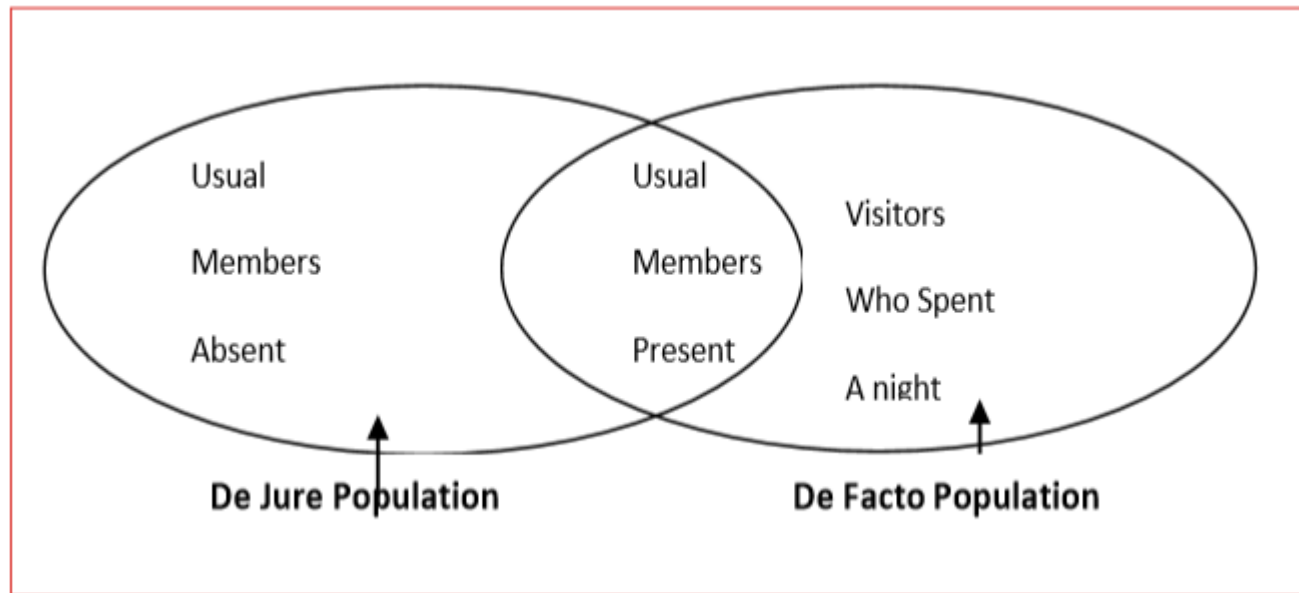 Usual
Members
Absent
Usual
Members
Present
Visitors
Who Spent
A night
De Jure Population
De Facto Population